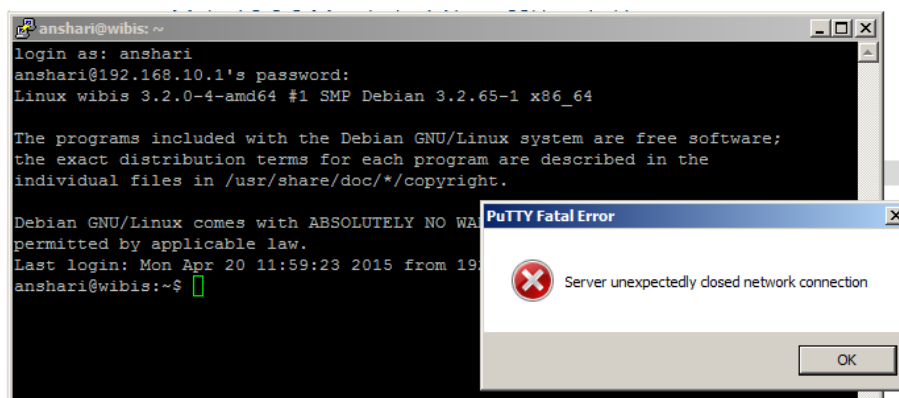 anshari@wibis: ~
login as: anshari
anshari@192.168.10.1's password:
Linux wibis 3.2.0-4-amd64 #1 SMP Debian 3.2.65-1 x86_64
The programs included with the Debian GNU/Linux system are free software;
the exact distribution terms for each program are described in the
individual files in /usr/share/doc/*/copyright.
Debian GNU/Linux comes with ABSOLUTELY NO
permitted by applicable law.
Last login: Mon Apr 20 11:59:23 2015 from
anshari@wibis:~$
PuTTY Fatal Error
Server unexpectedly closed network connection
OK